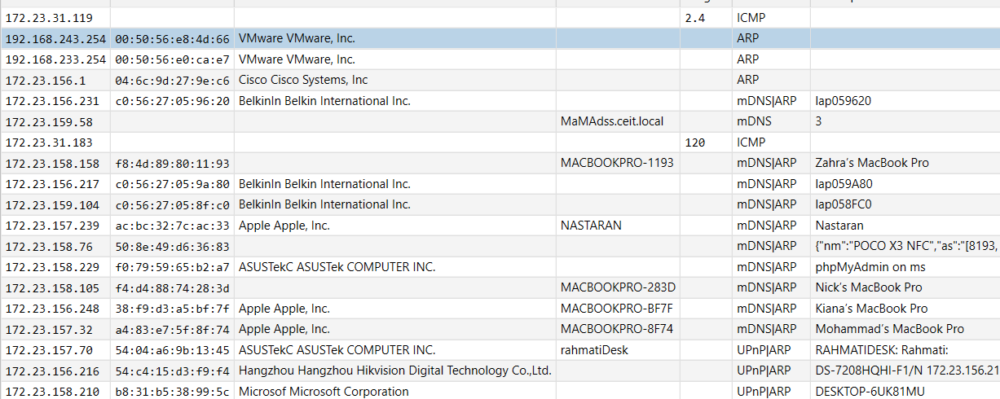 172.23.31.119 2.4 ICMP
192.168.243.254 00:50:56:e8:4d:66 VMware VMware, Inc. ARP
192.168.233.254 00:50:56:e0:ca:e7 VMware VMware, Inc. ARP
172.23.156.1 04:6c:9d:27:9e:c6 Cisco Cisco Systems, Inc ARP
172.23.156.231 c0:56:27:05:96:20 BelkinIn Belkin International Inc. mDNS|ARP lap059620
172.23.159.58 MaMAdss.ceit.local mDNS 3
172.23.31.183 120 ICMP
172.23.158.158 f8:4d:89:80:11:93 MACBOOKPRO-1193 mDNS|ARP Zahra's MacBook Pro
172.23.156.217 c0:56:27:05:9a:80 BelkinIn Belkin International Inc. mDNS|ARP lap059A80
172.23.159.104 c0:56:27:05:8f:c0 BelkinIn Belkin International Inc. mDNS|ARP lap058FC0
172.23.157.239 ac:bc:32:7c:ac:33 Apple Apple, Inc. NASTARAN mDNS|ARP Nastaran
172.23.158.76 50:8e:49:d6:36:83 mDNS|ARP {"nm":"POCO X3 NFC","as":"[8193,
172.23.158.229 f0:79:59:65:b2:a7 ASUSTekC ASUSTek COMPUTER INC. mDNS|ARP phpMyAdmin on ms
172.23.158.105 f4:d4:88:74:28:3d MACBOOKPRO-283D mDNS|ARP Nick's MacBook Pro
172.23.156.248 38:f9:d3:a5:bf:7f Apple Apple, Inc. MACBOOKPRO-BF7F mDNS|ARP Kiana's MacBook Pro
172.23.157.32 a4:83:e7:5f:8f:74 Apple Apple, Inc. MACBOOKPRO-8F74 mDNS|ARP Mohammad's MacBook Pro
172.23.157.70 54:04:a6:9b:13:45 ASUSTekC ASUSTek COMPUTER INC. rahmatiDesk UPnP|ARP RAHMATIDESK: Rahmati:
172.23.156.216 54:c4:15:d3:f9:f4 Hangzhou Hangzhou Hikvision Digital Technology Co.,Ltd. UPnP|ARP DS-7208HQHI-F1/N 172.23.156.21
172.23.158.210 b8:31:b5:38:99:5c Microsof Microsoft Corporation UPnP|ARP DESKTOP-6UK81MU